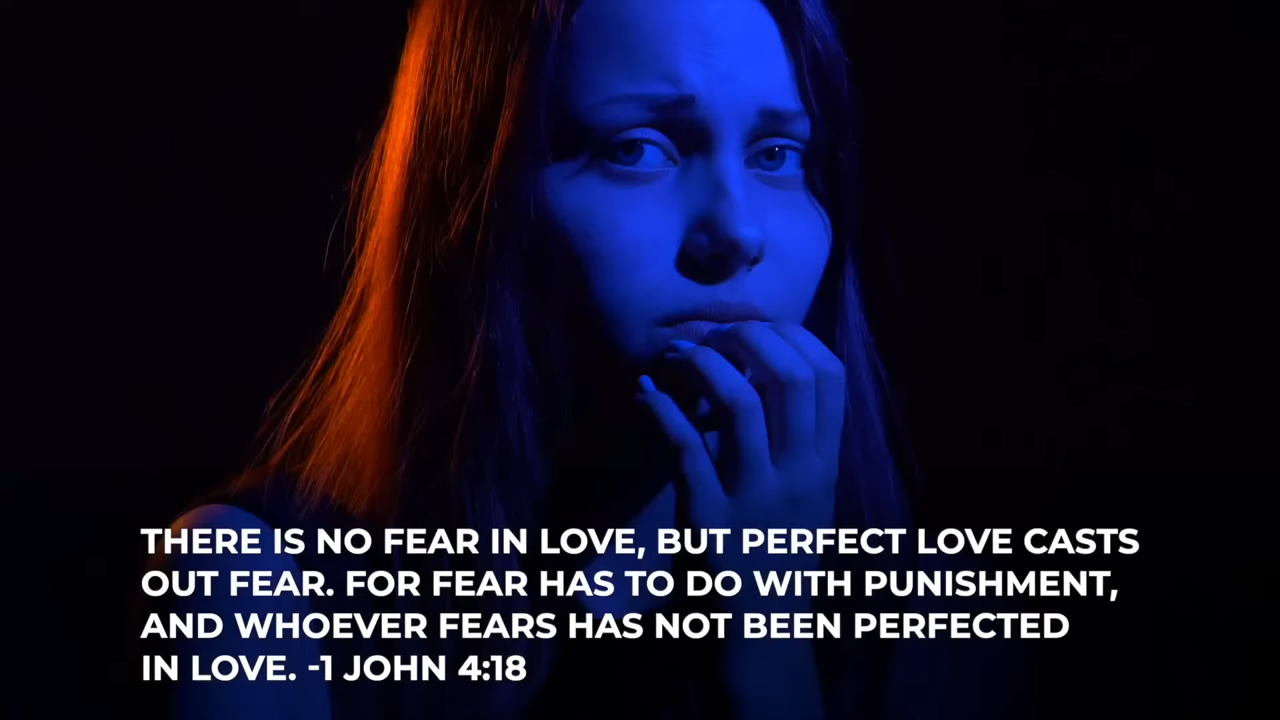 THERE IS NO FEAR IN LOVE, BUT PERFECT LOVE CASTS
OUT FEAR. FOR FEAR HAS TO DO WITH PUNISHMENT,
AND WHOEVER FEARS HAS NOT BEEN PERFECTED
IN LOVE. -1 JOHN 4:18